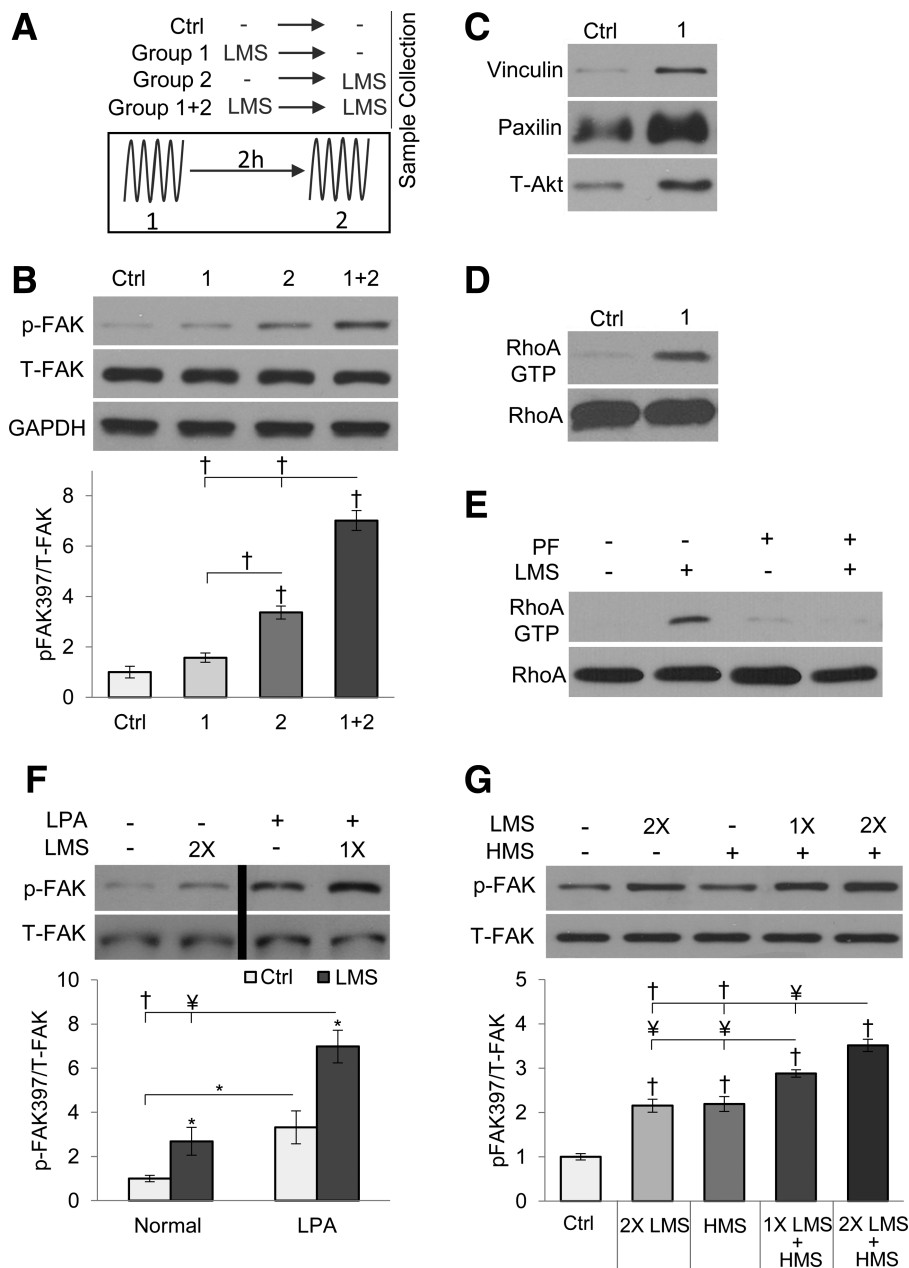 A
Ctrl - -
Group 1 LMS -
Group 2 - LMS
Group 1+2 LMS LMS
Sample Collection
2h
1 2
B
Ctrl 1 2 1+2
p-FAK
T-FAK
GAPDH
† †
†
†
†
pFAK397/T-FAK
8
6
4
2
0
Ctrl 1 2 1+2
C
Ctrl 1
Vinculin
Paxilin
T-Akt
D
Ctrl 1
RhoA
GTP
RhoA
E
PF - - + +
LMS - + - +
RhoA
GTP
RhoA
F
LPA - - + +
LMS - 2X - 1X
p-FAK
T-FAK
Ctrl LMS
† ¥
*
*
*
p-FAK397/T-FAK
10
8
6
4
2
0
Normal LPA
G
LMS - 2X - 1X 2X
HMS - - + + +
p-FAK
T-FAK
† † ¥
¥ ¥
† † † †
pFAK397/T-FAK
5
4
3
2
1
0
Ctrl 2X LMS HMS 1X LMS 2X LMS
+ +
HMS HMS